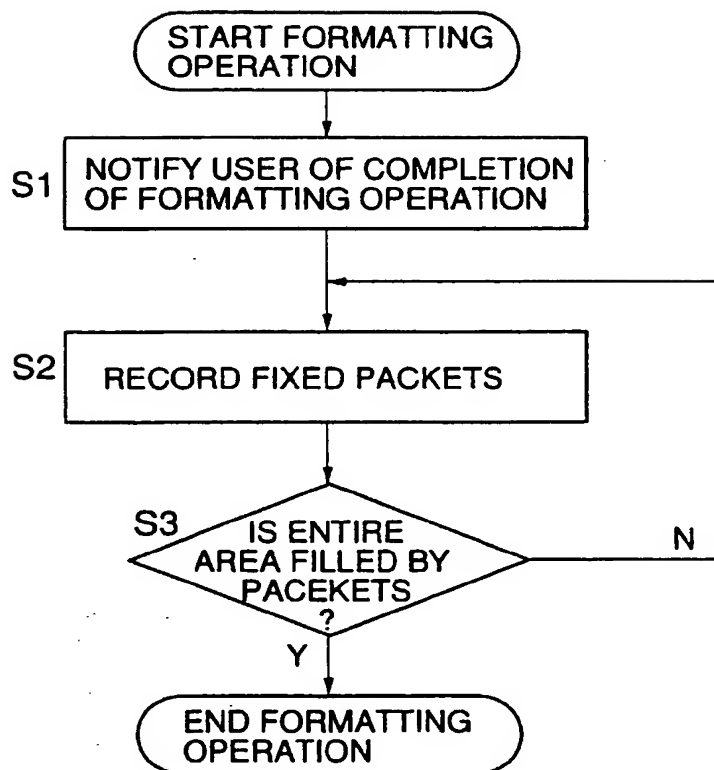 START FORMATTING
OPERATION
S1
NOTIFY USER OF COMPLETION
OF FORMATTING OPERATION
S2
RECORD FIXED PACKETS
S3
IS ENTIRE
AREA FILLED BY
PACEKETS
?
N
Y
END FORMATTING
OPERATION